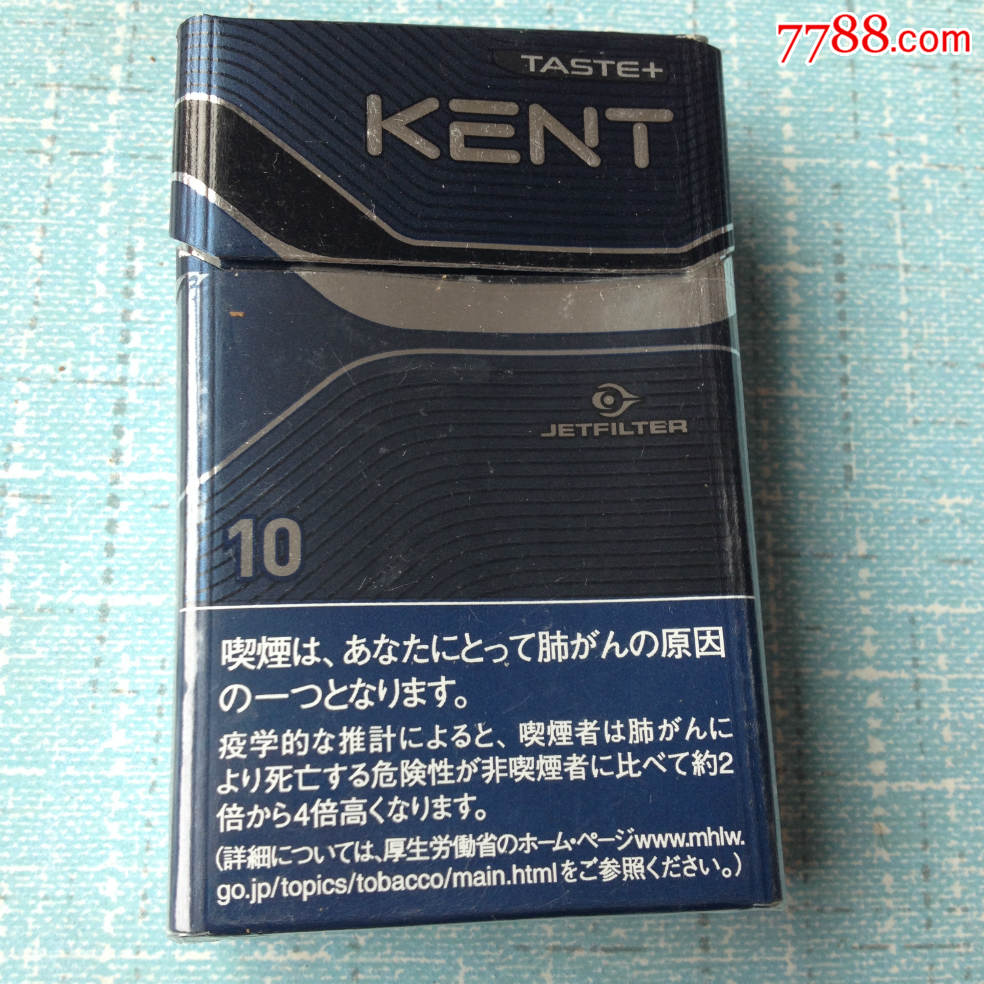 7788.com
TASTE+
KENT
JETFILTER
10
喫煙は、あなたにとって肺がんの原因
の一つとなります。
疫学的な推計によると、喫煙者は肺がんに
より死亡する危険性が非喫煙者に比べて約2
倍から4倍高くなります。
(詳細については、厚生労働省のホーム・ページwww.mhlw.
go.jp/topics/tobacco/main.htmlをご参照ください。)